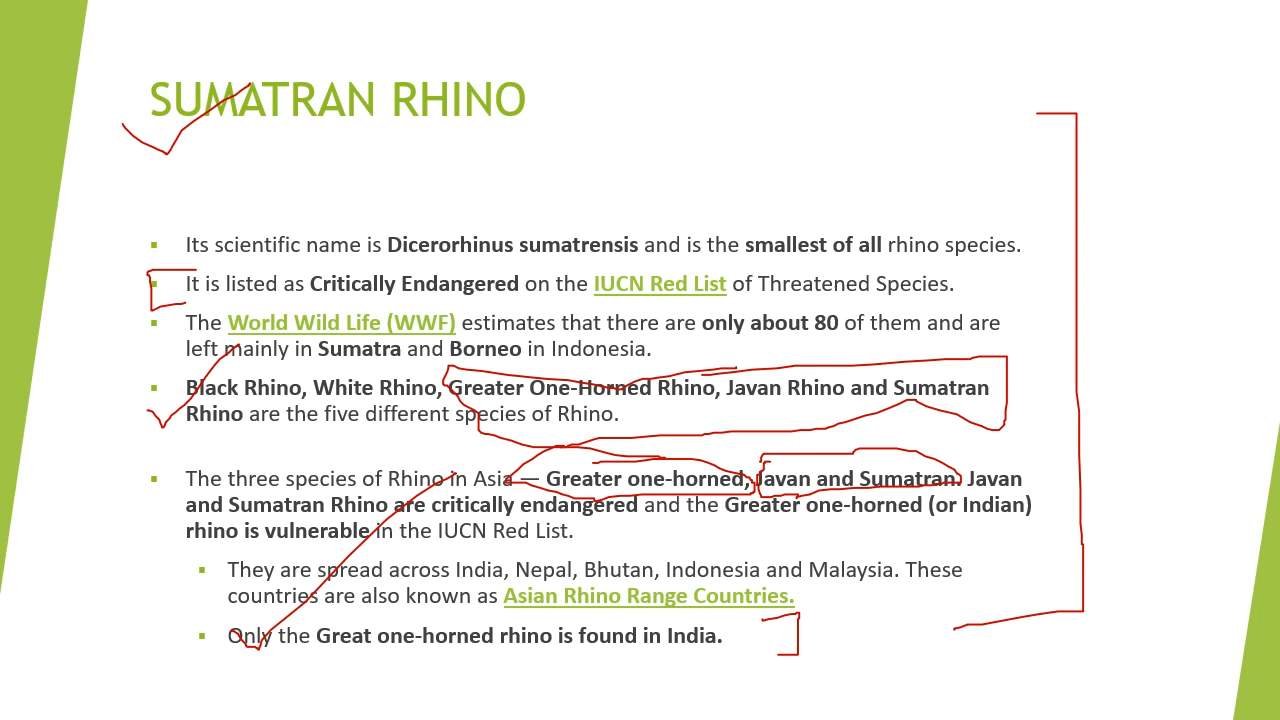 SUMATRAN RHINO
Its scientific name is Dicerorhinus sumatrensis and is the smallest of all rhino species.
It is listed as Critically Endangered on the IUCN Red List of Threatened Species.
The World Wild Life (WWF) estimates that there are only about 80 of them and are
left mainly in Sumatra and Borneo in Indonesia.
Black Rhino, White Rhino, Greater One-Horned Rhino, Javan Rhino and Sumatran
Rhino are the five different species of Rhino.
The three species of Rhino in Asia — Greater one-horned, Javan and Sumatran. Javan
and Sumatran Rhino are critically endangered and the Greater one-horned (or Indian)
rhino is vulnerable in the IUCN Red List.
They are spread across India, Nepal, Bhutan, Indonesia and Malaysia. These
countries are also known as Asian Rhino Range Countries.
Only the Great one-horned rhino is found in India.